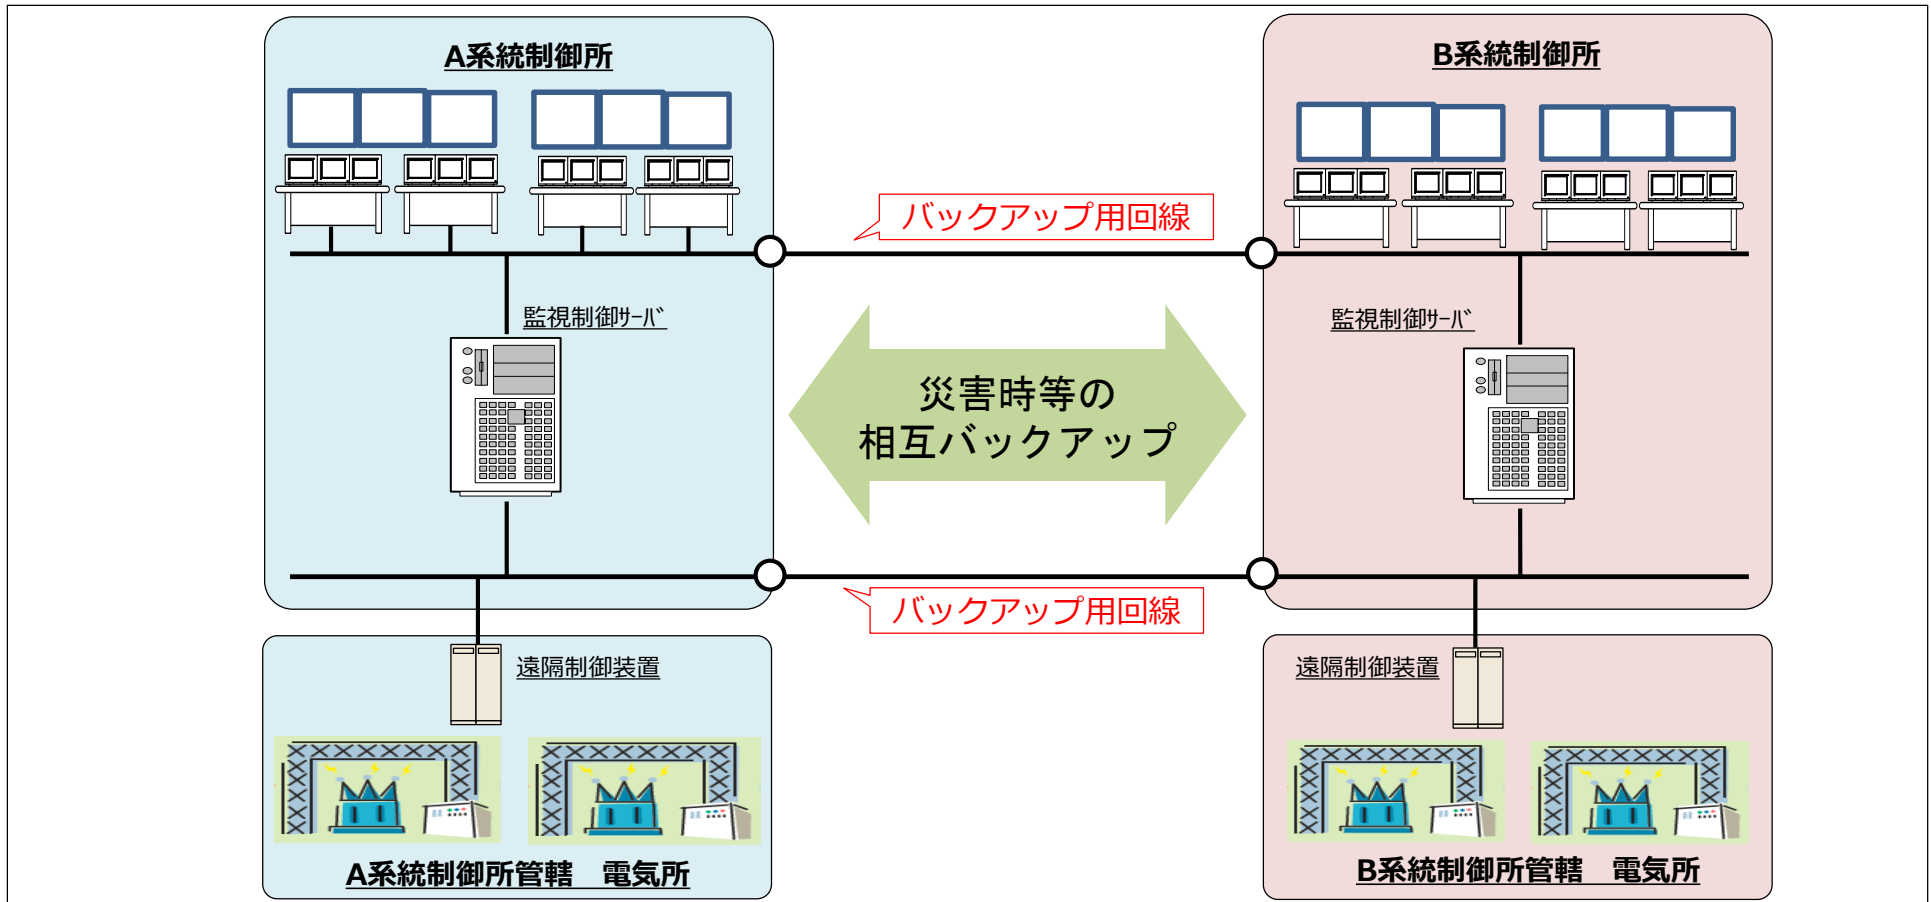 A系統制御所
B系統制御所
バックアップ用回線
監視制御ｻｰﾊﾞ
監視制御ｻｰﾊﾞ
災害時等の
相互バックアップ
バックアップ用回線
遠隔制御装置
遠隔制御装置
A系統制御所管轄　電気所
B系統制御所管轄　電気所